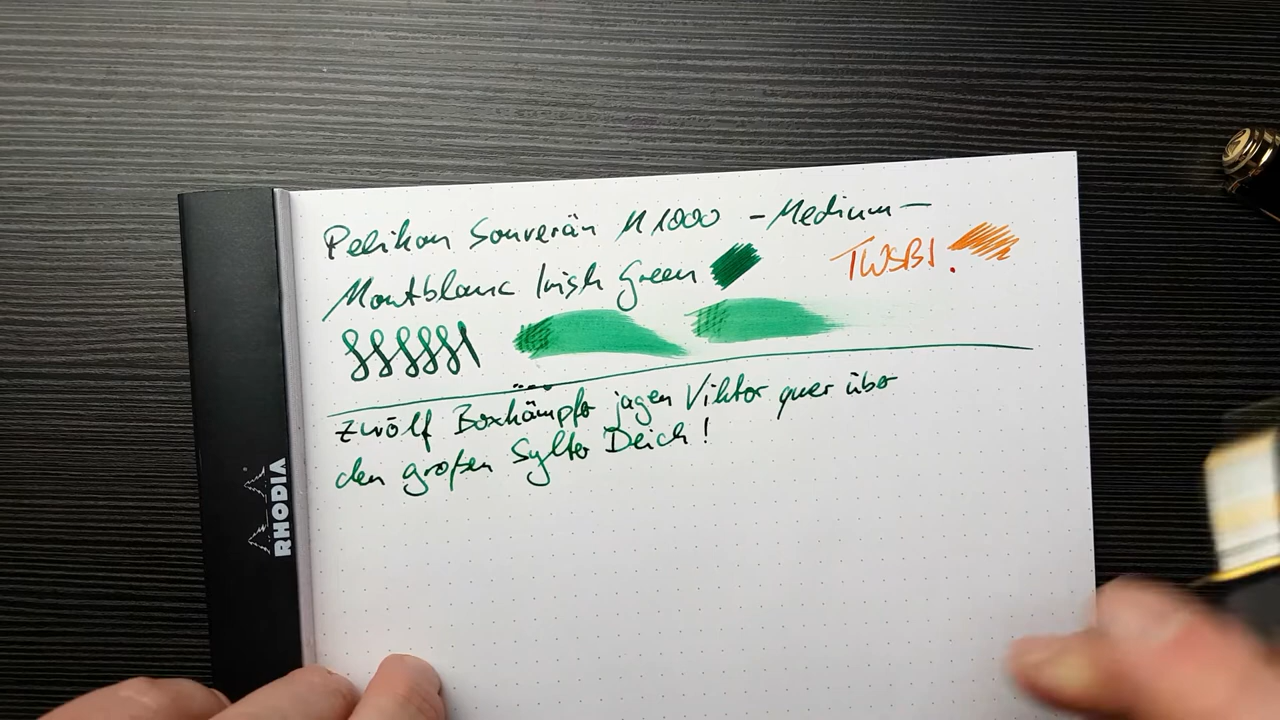 Pelikan Souverän M1000 - Medium -
Montblanc Irish Green
TWSBI.
Zwölf Boxkämpfer jagen Viktor quer über
den großen Sylter Deich!
RHODIA